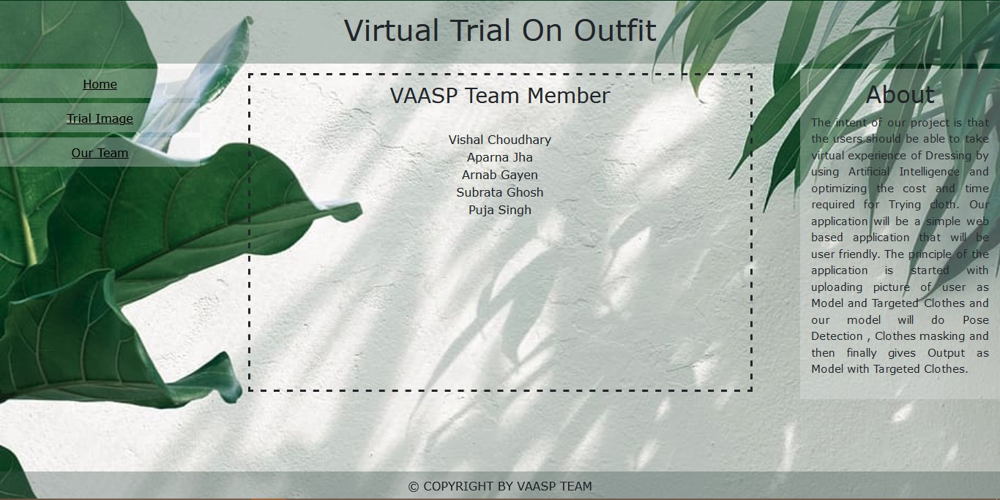 Virtual Trial On Outfit
Home
Trial Image
Our Team
VAASP Team Member
Vishal Choudhary
Aparna Jha
Arnab Gayen
Subrata Ghosh
Puja Singh
About
The intent of our project is that
the users should be able to take
virtual experience of Dressing by
using Artificial Intelligence and
optimizing the cost and time
required for Trying cloth. Our
application will be a simple web
based application that will be
user friendly. The principle of the
application is started with
uploading picture of user as
Model and Targeted Clothes and
our model will do Pose
Detection , Clothes masking and
then finally gives Output as
Model with Targeted Clothes.
© COPYRIGHT BY VAASP TEAM